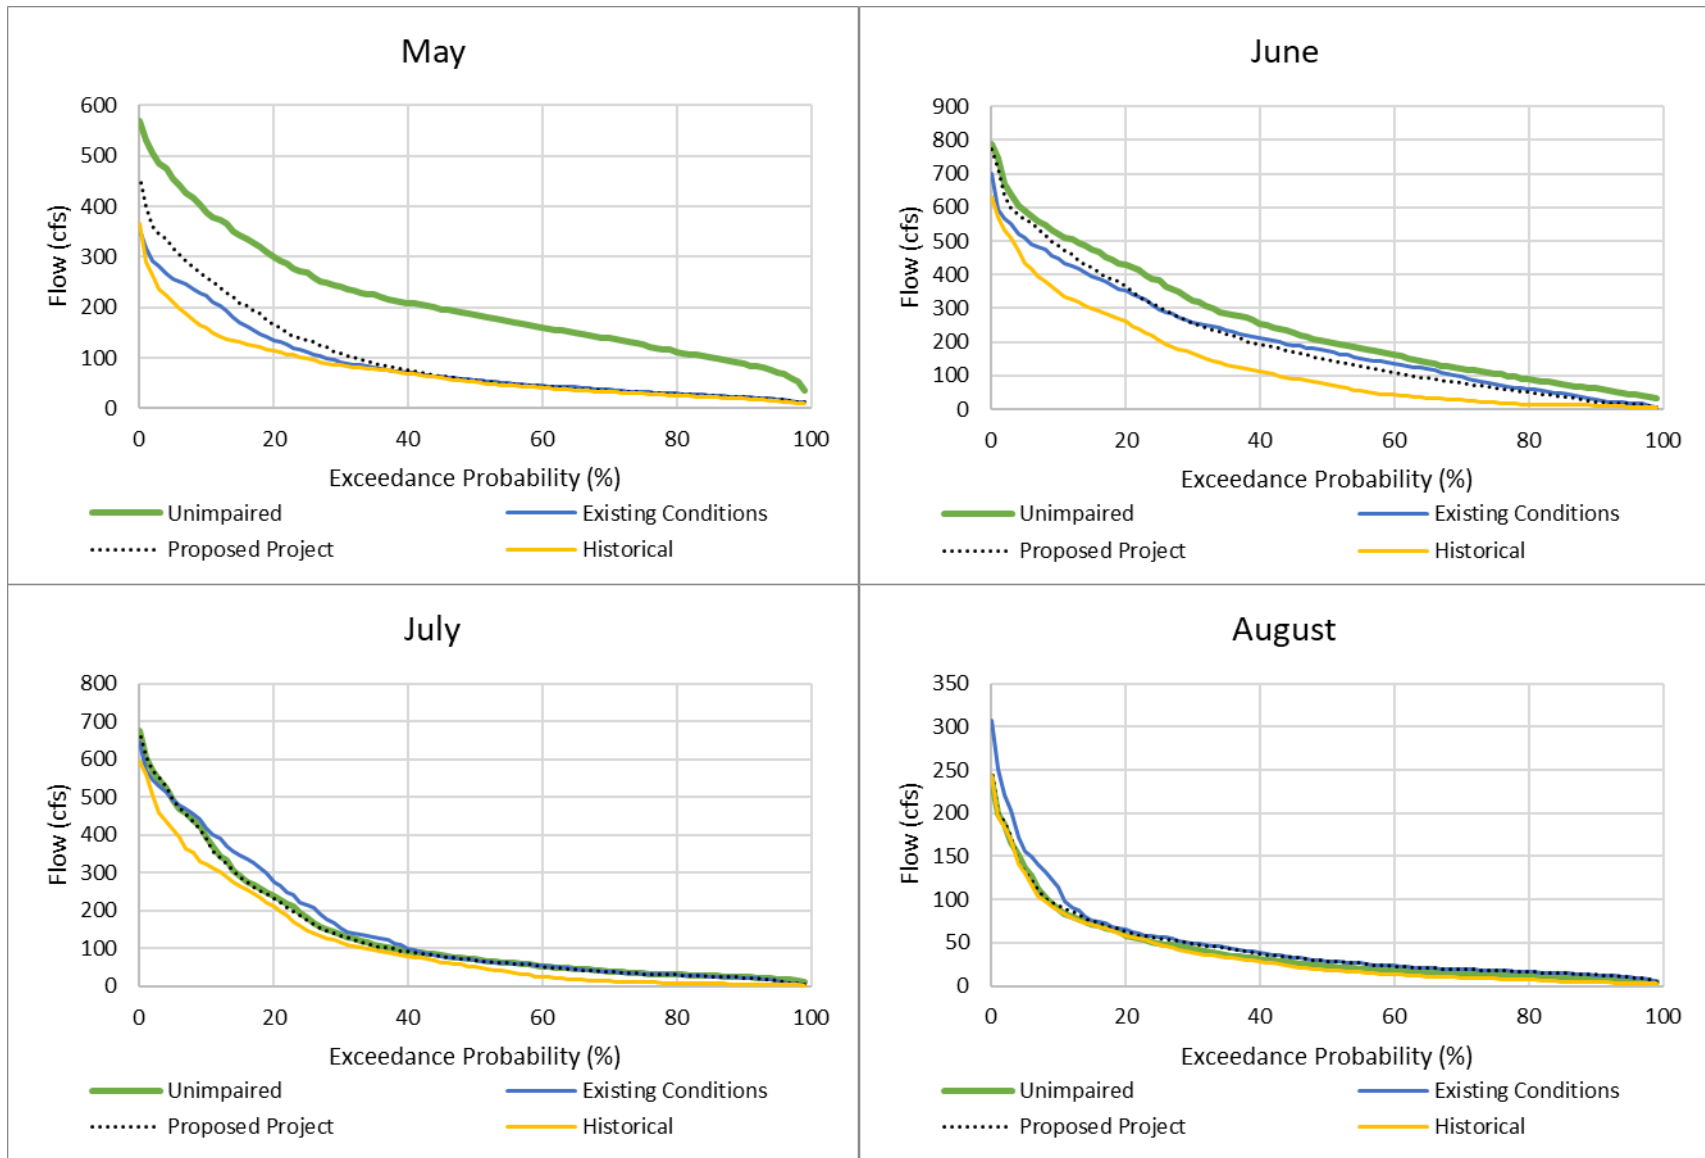 May
600
500
400
300
200
100
0
Flow (cfs)
0 20 40 60 80 100
Exceedance Probability (%)
Unimpaired Existing Conditions
Proposed Project Historical
June
900
800
700
600
500
400
300
200
100
0
Flow (cfs)
0 20 40 60 80 100
Exceedance Probability (%)
Unimpaired Existing Conditions
Proposed Project Historical
July
800
700
600
500
400
300
200
100
0
Flow (cfs)
0 20 40 60 80 100
Exceedance Probability (%)
Unimpaired Existing Conditions
Proposed Project Historical
August
350
300
250
200
150
100
50
0
Flow (cfs)
0 20 40 60 80 100
Exceedance Probability (%)
Unimpaired Existing Conditions
Proposed Project Historical